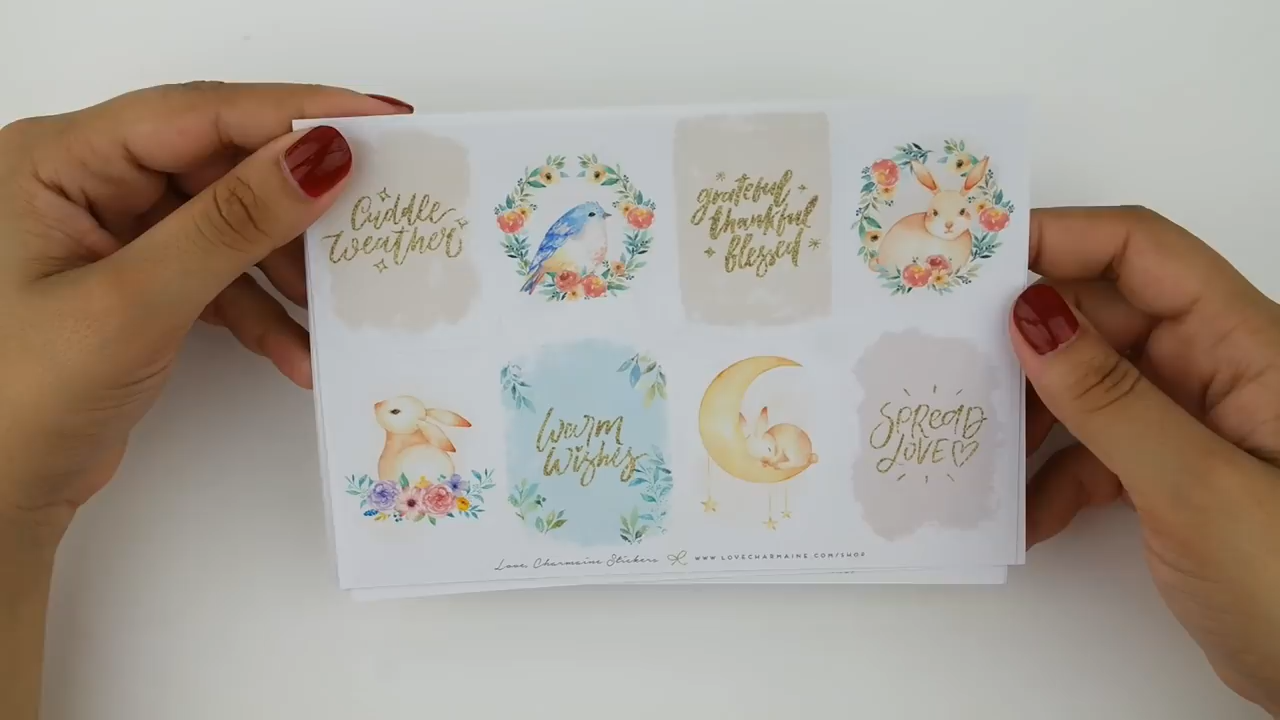 Cuddle
weather
grateful
thankful
blessed
Warm
Wishes
SPREAD
LOVE
Love, Charmaine Stickers WWW.LOVECHARMAINE.COM/SHOP